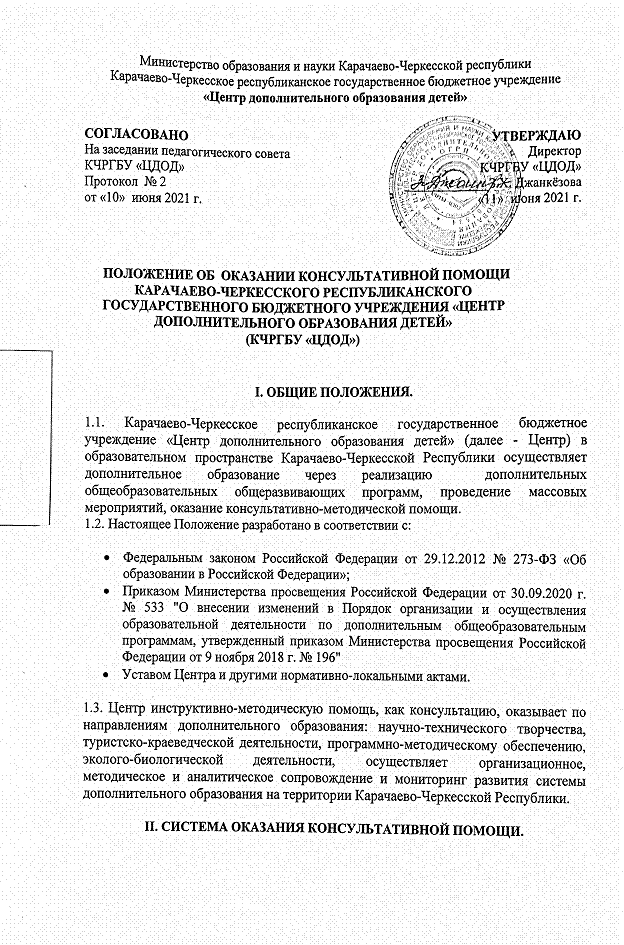 Министерство образования и науки Карачаево-Черкесской республики
Карачаево-Черкесское республиканское государственное бюджетное учреждение
«Центр дополнительного образования детей»
СОГЛАСОВАНО
На заседании педагогического совета
КЧРГБУ «ЦДОД»
Протокол № 2
от «10» июня 2021 г.
УТВЕРЖДАЮ
Директор
КЧРГБУ «ЦДОД»
Джанкёзова
«11» июня 2021 г.
ПОЛОЖЕНИЕ ОБ ОКАЗАНИИ КОНСУЛЬТАТИВНОЙ ПОМОЩИ
КАРАЧАЕВО-ЧЕРКЕССКОГО РЕСПУБЛИКАНСКОГО
ГОСУДАРСТВЕННОГО БЮДЖЕТНОГО УЧРЕЖДЕНИЯ «ЦЕНТР
ДОПОЛНИТЕЛЬНОГО ОБРАЗОВАНИЯ ДЕТЕЙ»
(КЧРГБУ «ЦДОД»)
I. ОБЩИЕ ПОЛОЖЕНИЯ.
1.1. Карачаево-Черкесское республиканское государственное бюджетное
учреждение «Центр дополнительного образования детей» (далее - Центр) в
образовательном пространстве Карачаево-Черкесской Республики осуществляет
дополнительное образование через реализацию дополнительных
общеобразовательных общеразвивающих программ, проведение массовых
мероприятий, оказание консультативно-методической помощи.
1.2. Настоящее Положение разработано в соответствии с:
• Федеральным законом Российской Федерации от 29.12.2012 № 273-ФЗ «Об
образовании в Российской Федерации»;
• Приказом Министерства просвещения Российской Федерации от 30.09.2020 г.
№ 533 "О внесении изменений в Порядок организации и осуществления
образовательной деятельности по дополнительным общеобразовательным
программам, утвержденный приказом Министерства просвещения Российской
Федерации от 9 ноября 2018 г. № 196"
• Уставом Центра и другими нормативно-локальными актами.
1.3. Центр инструктивно-методическую помощь, как консультацию, оказывает по
направлениям дополнительного образования: научно-технического творчества,
туристско-краеведческой деятельности, программно-методическому обеспечению,
эколого-биологической деятельности, осуществляет организационное,
методическое и аналитическое сопровождение и мониторинг развития системы
дополнительного образования на территории Карачаево-Черкесской Республики.
II. СИСТЕМА ОКАЗАНИЯ КОНСУЛЬТАТИВНОЙ ПОМОЩИ.